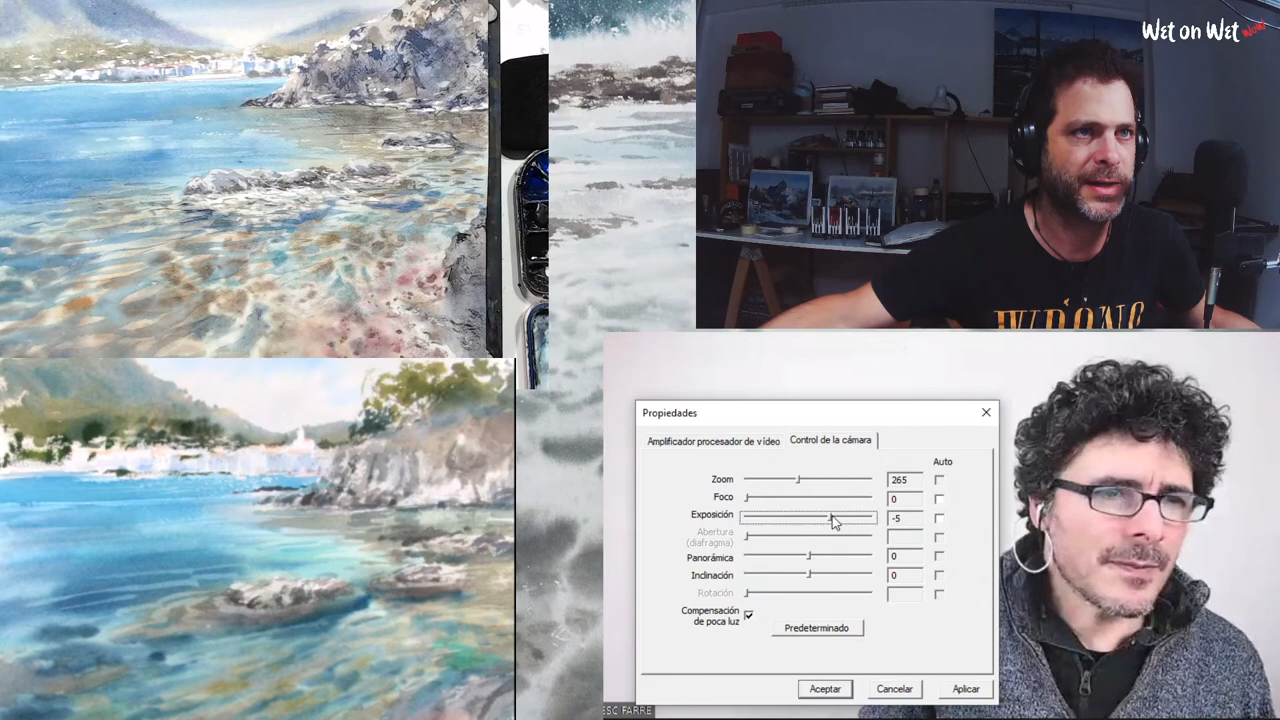 Wet on Wet wow!
WRONG
Propiedades
Amplificador procesador de vídeo
Control de la cámara
Auto
Zoom 265
Foco 0
Exposición -5
Abertura
(diafragma)
Panorámica 0
Inclinación 0
Rotación
Compensación
de poca luz
Predeterminado
Aceptar Cancelar Aplicar
ESC FARRE